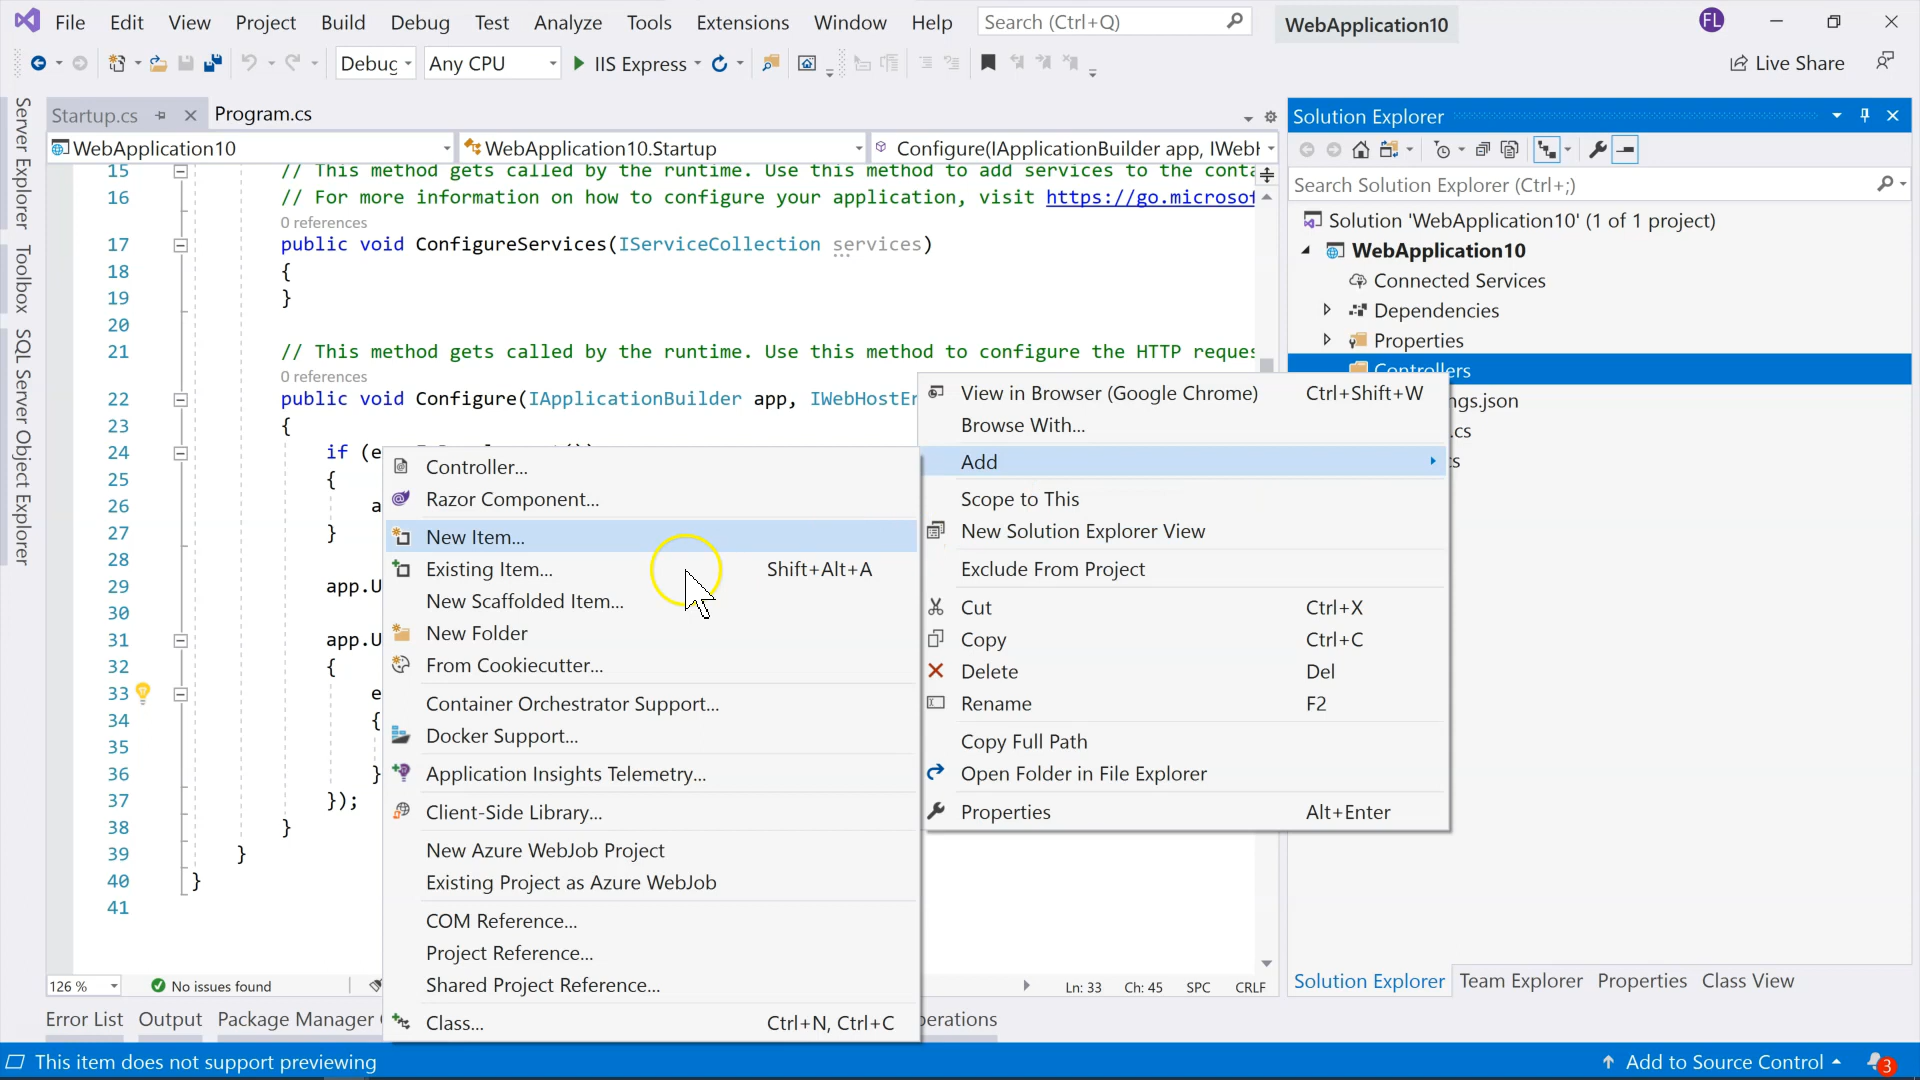 File Edit View Project Build Debug Test Analyze Tools Extensions Window Help Search (Ctrl+Q) WebApplication10 FL
Debug Any CPU IIS Express Live Share
Startup.cs Program.cs
WebApplication10 WebApplication10.Startup Configure(IApplicationBuilder app, IWebH
15 // This method gets called by the runtime. Use this method to add services to the conta
16 // For more information on how to configure your application, visit https://go.microsof
0 references
17 public void ConfigureServices(IServiceCollection services)
18 {
19 }
20
21 // This method gets called by the runtime. Use this method to configure the HTTP reques
0 references
22 public void Configure(IApplicationBuilder app, IWebHostEn
23 {
24 if (e
25 {
26 a
27 }
28
29 app.U
30
31 app.U
32 {
33 e
34 {
35
36 }
37 });
38 }
39 }
40 }
41
Controller...
Razor Component...
New Item...
Existing Item... Shift+Alt+A
New Scaffolded Item...
New Folder
From Cookiecutter...
Container Orchestrator Support...
Docker Support...
Application Insights Telemetry...
Client-Side Library...
New Azure WebJob Project
Existing Project as Azure WebJob
COM Reference...
Project Reference...
Shared Project Reference...
Class... Ctrl+N, Ctrl+C
View in Browser (Google Chrome) Ctrl+Shift+W
Browse With...
Add
Scope to This
New Solution Explorer View
Exclude From Project
Cut Ctrl+X
Copy Ctrl+C
Delete Del
Rename F2
Copy Full Path
Open Folder in File Explorer
Properties Alt+Enter
Solution Explorer
Search Solution Explorer (Ctrl+;)
Solution 'WebApplication10' (1 of 1 project)
WebApplication10
Connected Services
Dependencies
Properties
Controllers
ngs.json
.cs
s
Server Explorer
Toolbox
SQL Server Object Explorer
126 % No issues found Ln: 33 Ch: 45 SPC CRLF
Solution Explorer Team Explorer Properties Class View
Error List Output Package Manager perations
This item does not support previewing Add to Source Control 3